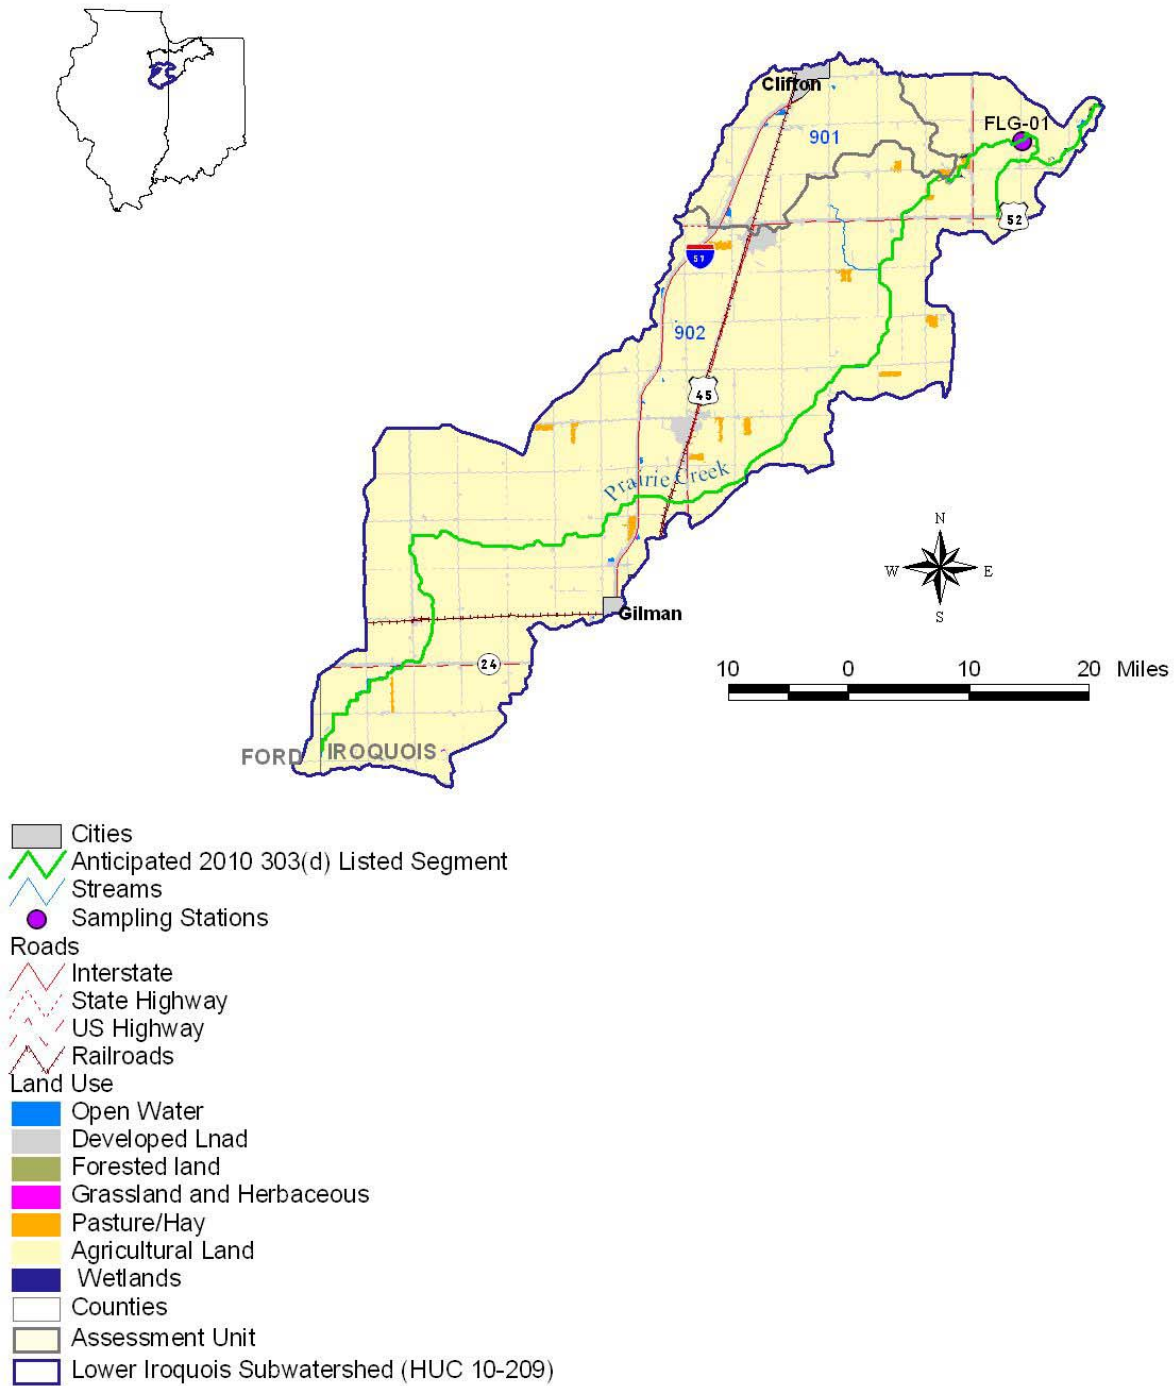 Clifton
901
FLG-01
52
57
902
45
Prairie Creek
N
W E
S
Gilman
24
10 0 10 20 Miles
FORD IROQUOIS
Cities
Anticipated 2010 303(d) Listed Segment
Streams
Sampling Stations
Roads
Interstate
State Highway
US Highway
Railroads
Land Use
Open Water
Developed Lnad
Forested land
Grassland and Herbaceous
Pasture/Hay
Agricultural Land
Wetlands
Counties
Assessment Unit
Lower Iroquois Subwatershed (HUC 10-209)